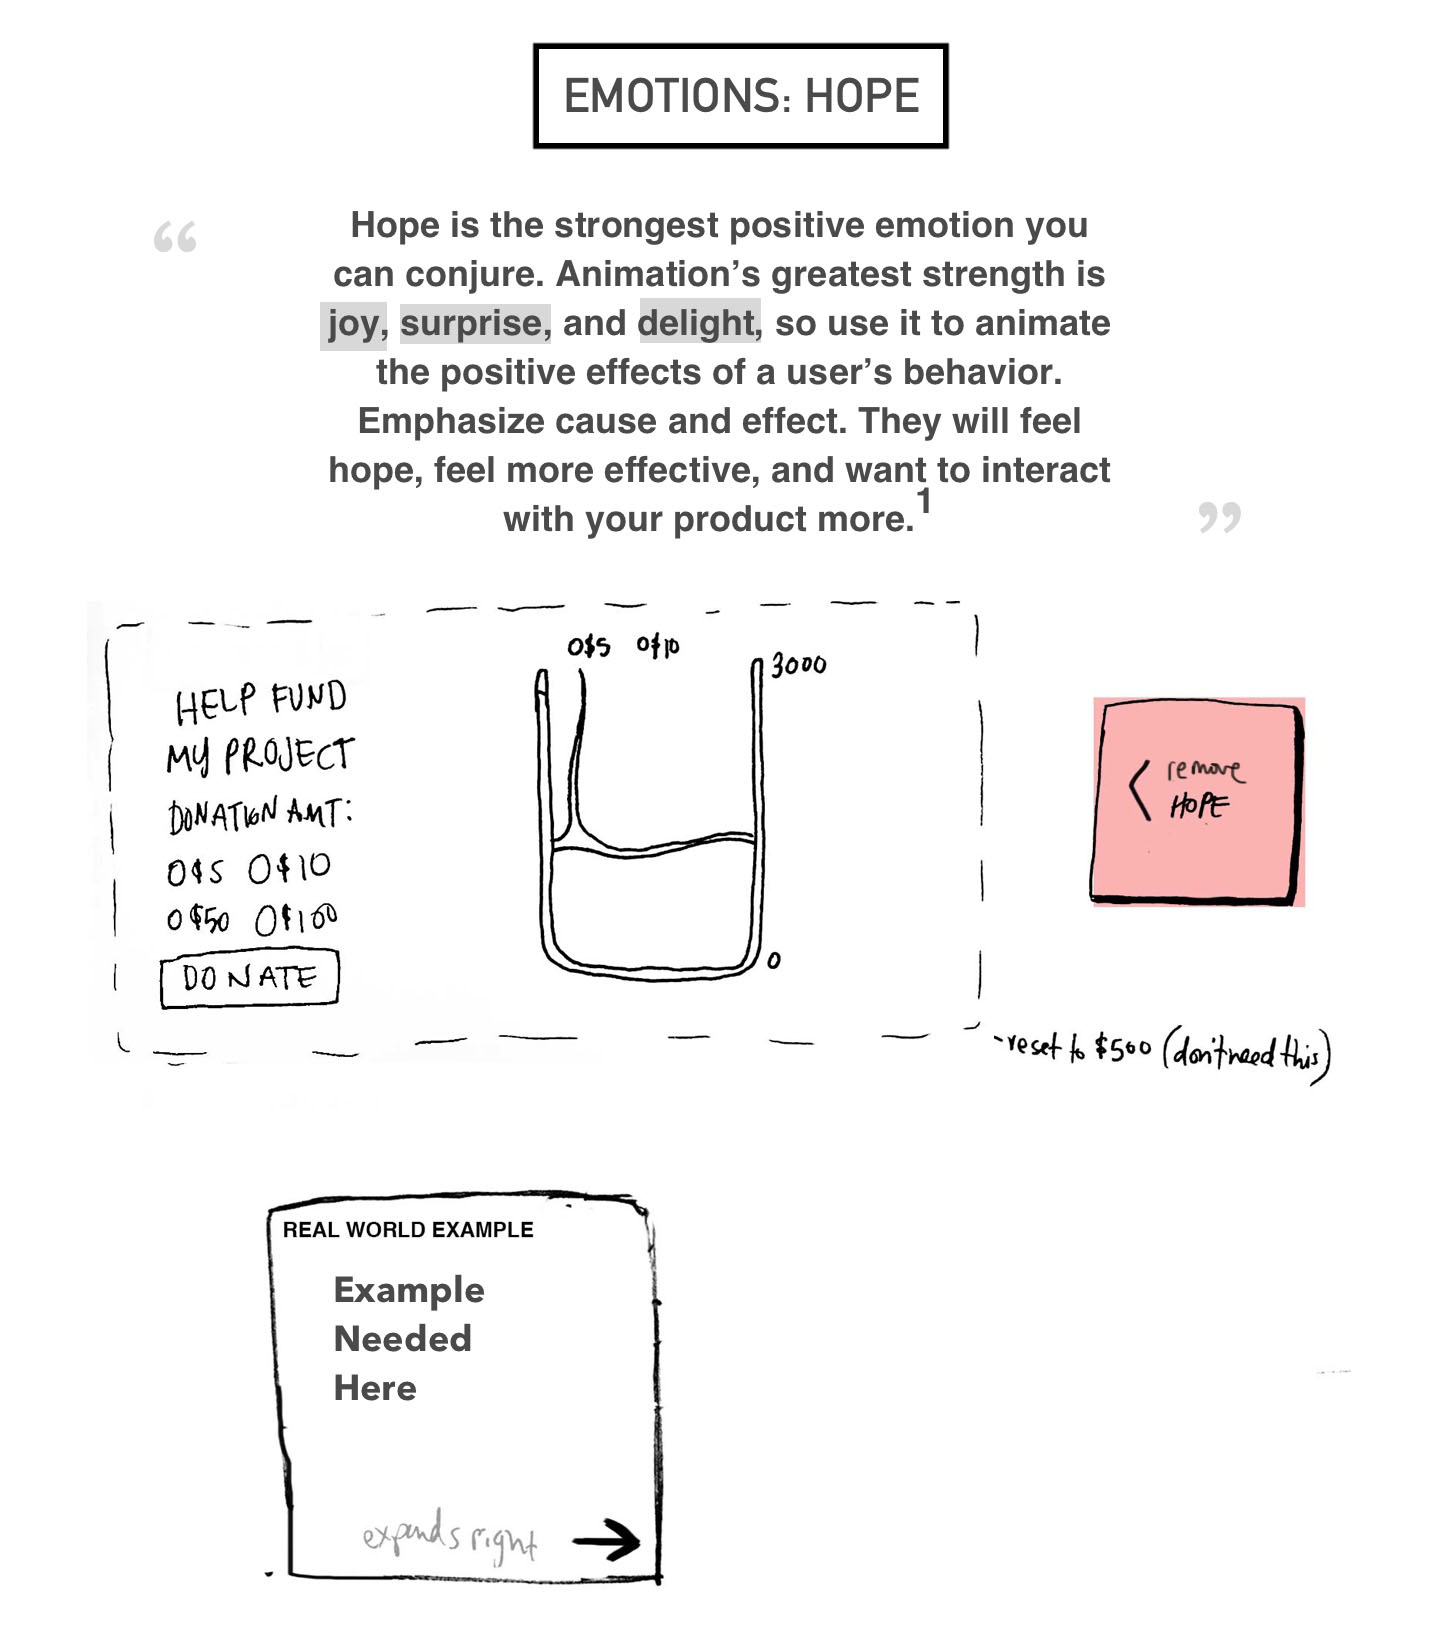 EMOTIONS: HOPE
“
Hope is the strongest positive emotion you
can conjure. Animation’s greatest strength is
joy, surprise, and delight, so use it to animate
the positive effects of a user’s behavior.
Emphasize cause and effect. They will feel
hope, feel more effective, and want to interact
with your product more.1
”
HELP FUND
MY PROJECT
DONATION AMT:
O$5 O$10
O$50 O$100
DONATE
O$5 O$10
3000
0
< remove
HOPE
-reset to $500 (don't need this)
REAL WORLD EXAMPLE
Example
Needed
Here
expands right →